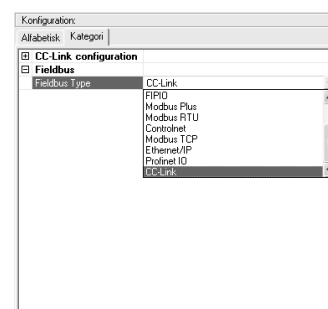 Konfiguration:
Alfabetisk Kategori
CC-Link configuration
Fieldbus
Fieldbus Type CC-Link
FIPIO
Modbus Plus
Modbus RTU
Controlnet
Modbus TCP
Ethernet/IP
Profinet IO
CC-Link